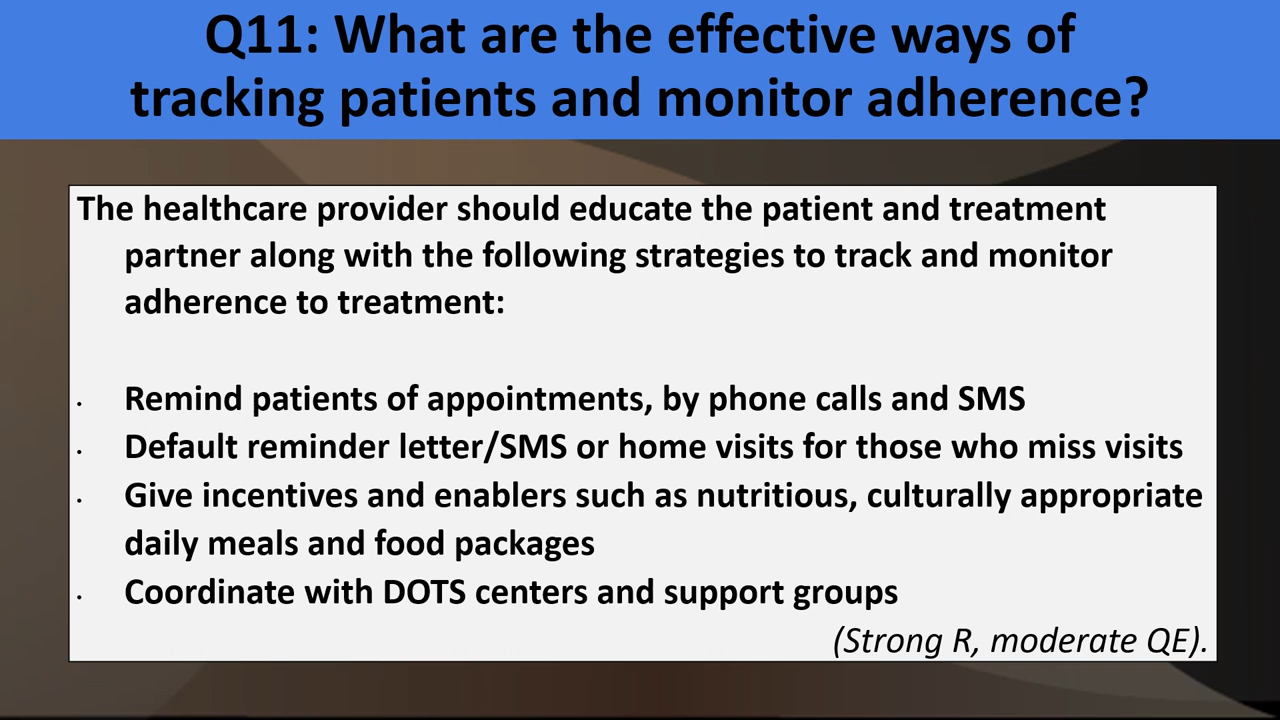 Q11: What are the effective ways of
tracking patients and monitor adherence?
The healthcare provider should educate the patient and treatment
partner along with the following strategies to track and monitor
adherence to treatment:
· Remind patients of appointments, by phone calls and SMS
· Default reminder letter/SMS or home visits for those who miss visits
· Give incentives and enablers such as nutritious, culturally appropriate
daily meals and food packages
· Coordinate with DOTS centers and support groups
(Strong R, moderate QE).